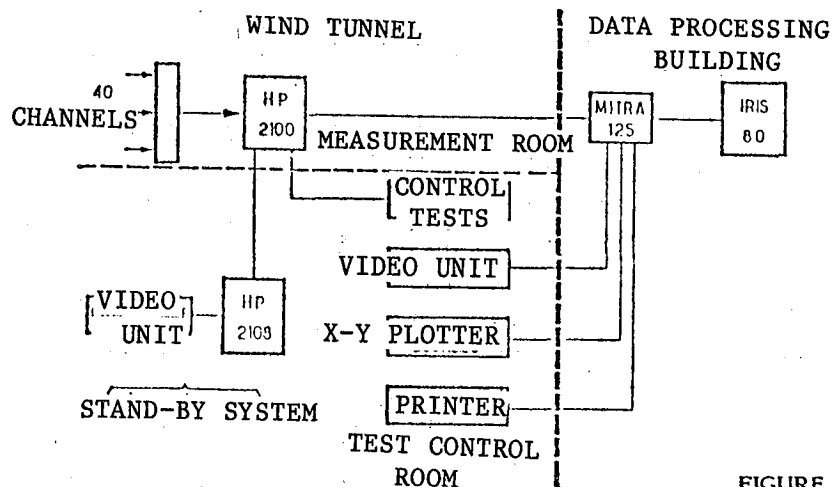 WIND TUNNEL
DATA PROCESSING
BUILDING
40
CHANNELS
HP
2100
MITRA
125
IRIS
80
MEASUREMENT ROOM
CONTROL
TESTS
VIDEO UNIT
VIDEO
UNIT
HP
2108
X-Y PLOTTER
PRINTER
STAND-BY SYSTEM
TEST CONTROL
ROOM
FIGURE